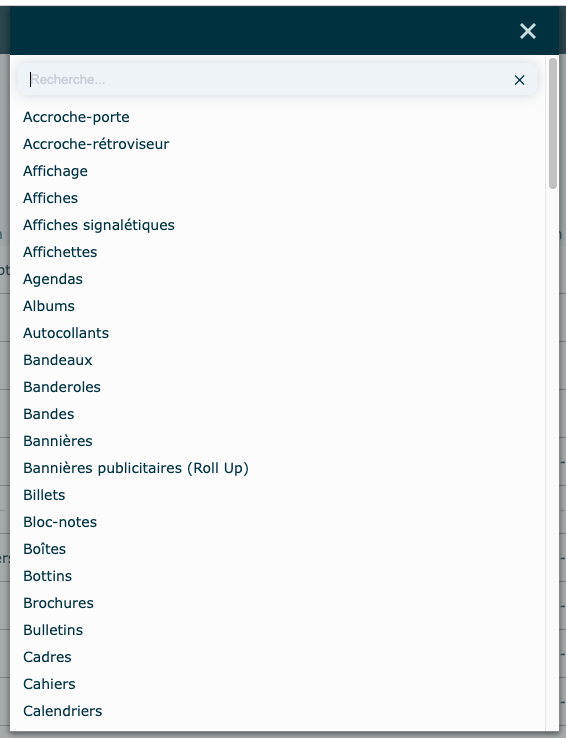 Recherche...
Accroche-porte
Accroche-rétroviseur
Affichage
Affiches
Affiches signalétiques
Affichettes
Agendas
Albums
Autocollants
Bandeaux
Banderoles
Bandes
Bannières
Bannières publicitaires (Roll Up)
Billets
Bloc-notes
Boîtes
Bottins
Brochures
Bulletins
Cadres
Cahiers
Calendriers